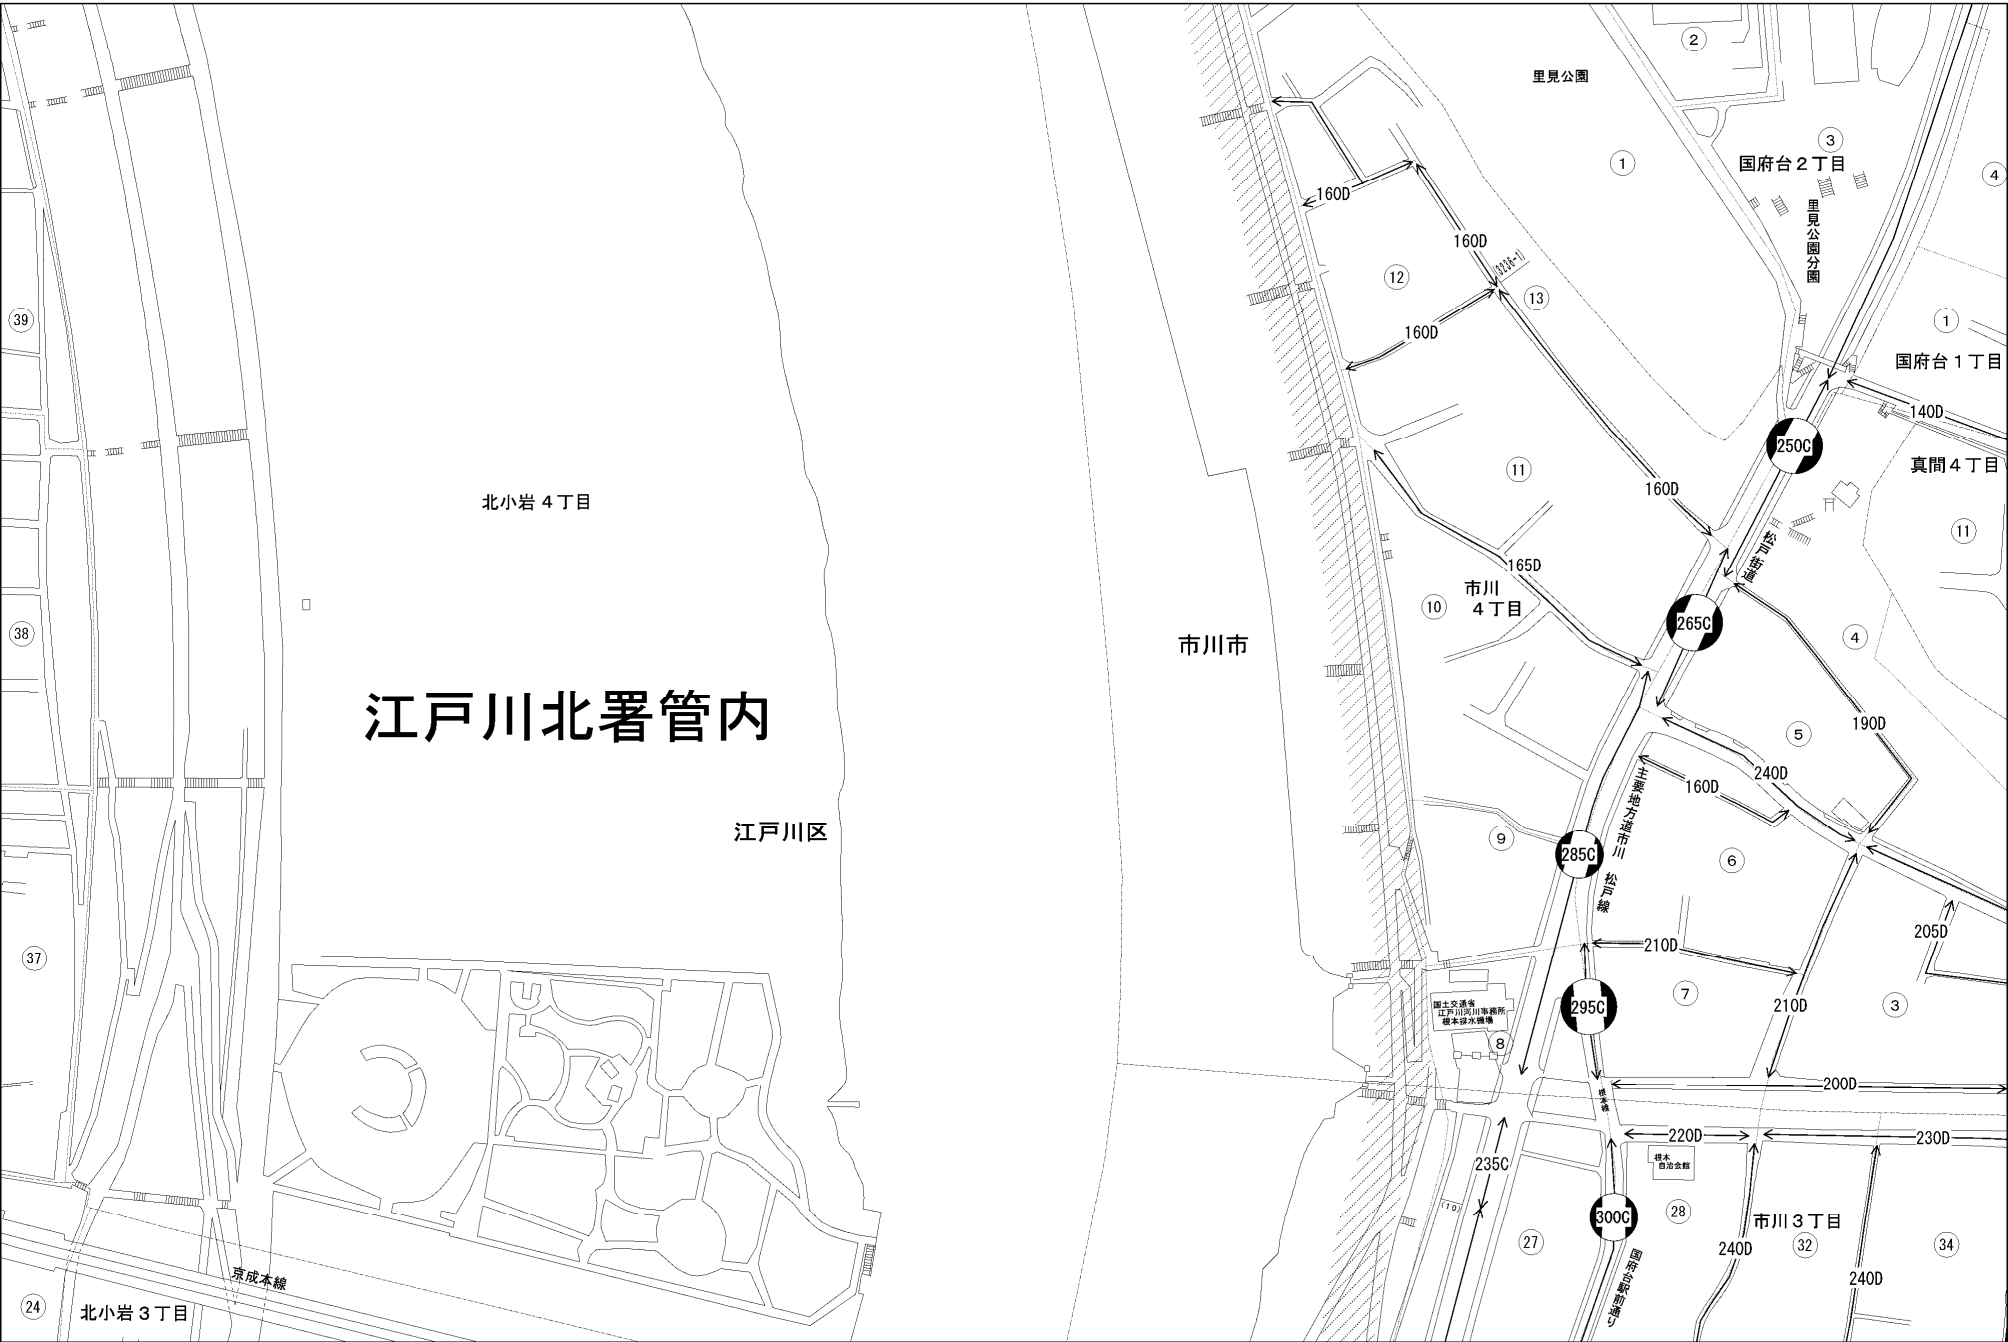 ②
里見公園
③
①
国府台２丁目
④
160D
里見公園分園
160D
(3236-1)
⑫
⑬
㊴
160D
①
国府台１丁目
140D
250C
真間４丁目
⑪
160D
北小岩４丁目
⑪
松戸街道
165D
市川
４丁目
⑩
265C
㊳
④
市川市
江戸川北署管内
190D
⑤
240D
160D
主要地方道市川 松戸線
江戸川区
⑨
285C
⑥
205D
210D
㊲
⑦
295C
210D
③
国土交通省
江戸川河川事務所
根本排水機場
⑧
200D
根本線
220D
230D
235C
根本
自治会館
(10)
300C
㉘
市川３丁目
㉗
240D
㉜
㉞
国府台駅前通り
240D
京成本線
㉔
北小岩３丁目